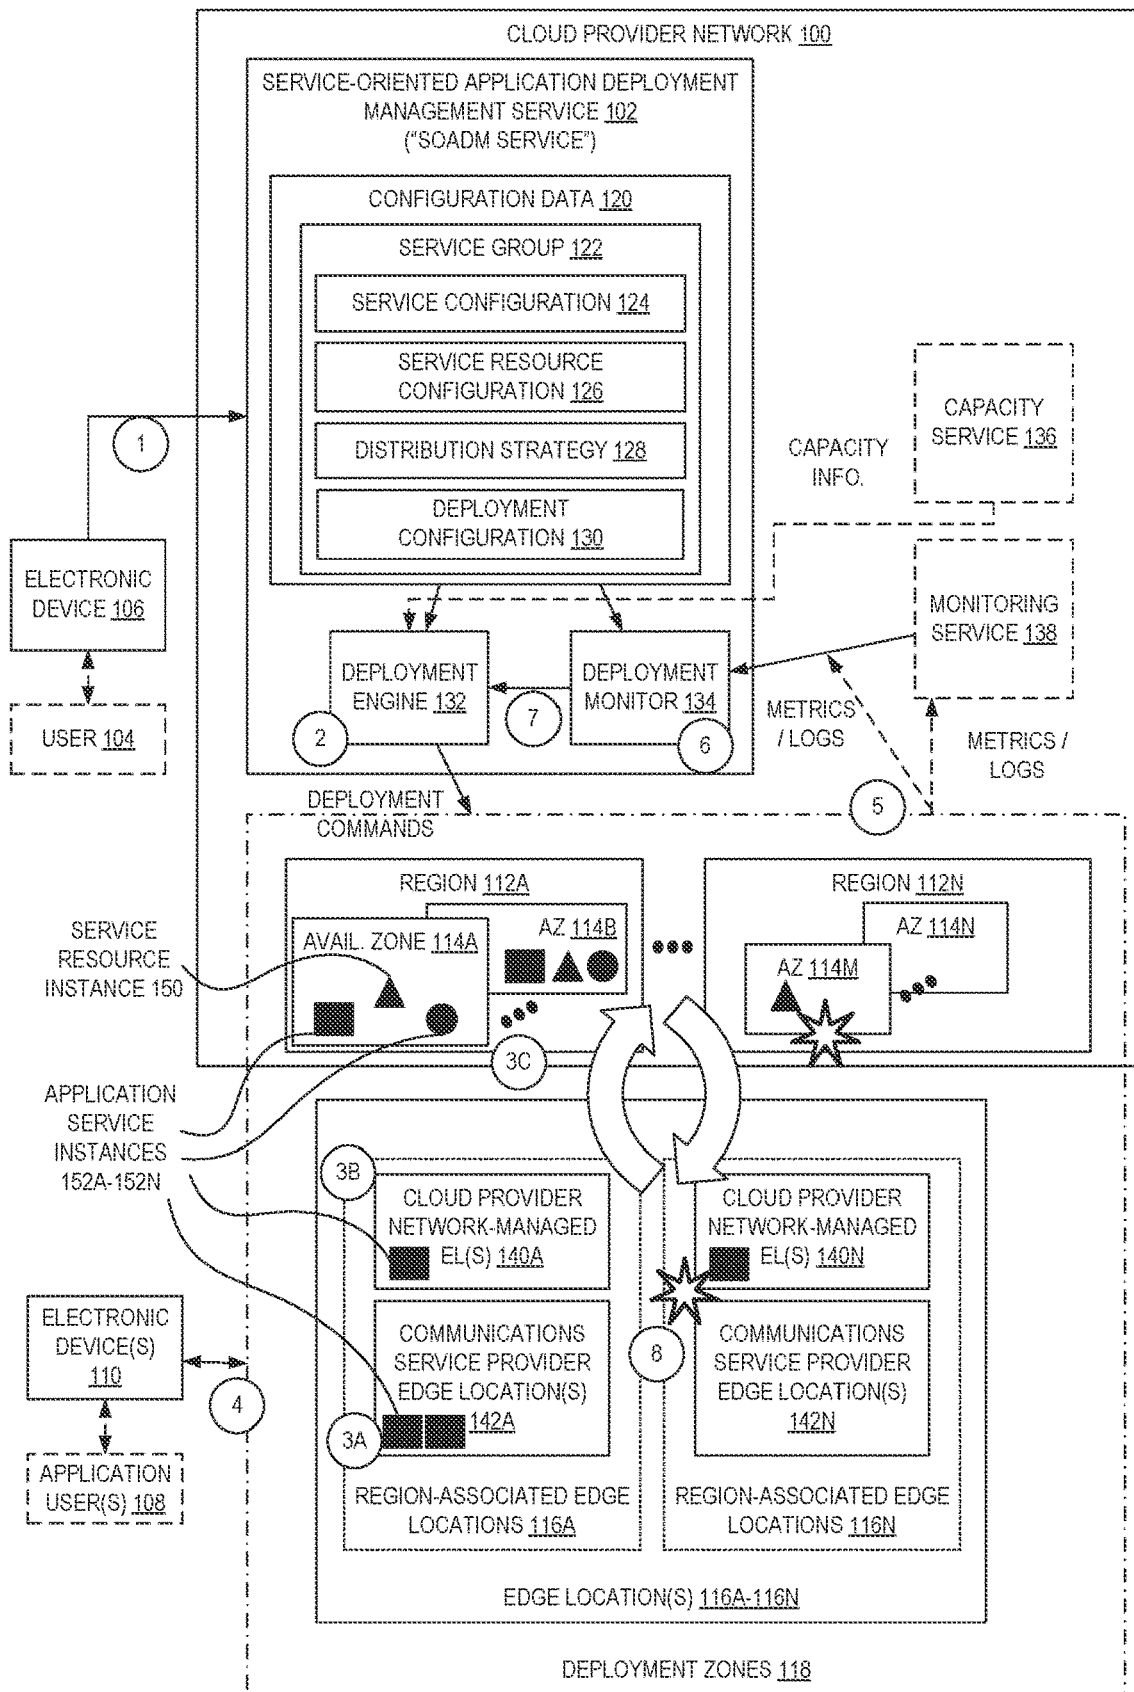 CLOUD PROVIDER NETWORK 100
SERVICE-ORIENTED APPLICATION DEPLOYMENT
MANAGEMENT SERVICE 102
("SOADM SERVICE")
CONFIGURATION DATA 120
SERVICE GROUP 122
SERVICE CONFIGURATION 124
SERVICE RESOURCE
CONFIGURATION 126
DISTRIBUTION STRATEGY 128
DEPLOYMENT
CONFIGURATION 130
CAPACITY
SERVICE 136
CAPACITY
INFO.
1
ELECTRONIC
DEVICE 106
USER 104
MONITORING
SERVICE 138
DEPLOYMENT
ENGINE 132
2
7
DEPLOYMENT
MONITOR 134
6
METRICS
/ LOGS
METRICS /
LOGS
5
DEPLOYMENT
COMMANDS
REGION 112A
AVAIL. ZONE 114A
AZ 114B
3C
REGION 112N
AZ 114N
AZ 114M
SERVICE
RESOURCE
INSTANCE 150
APPLICATION
SERVICE
INSTANCES
152A-152N
3B
CLOUD PROVIDER
NETWORK-MANAGED
EL(S) 140A
CLOUD PROVIDER
NETWORK-MANAGED
EL(S) 140N
COMMUNICATIONS
SERVICE PROVIDER
EDGE LOCATION(S)
142A
3A
8
COMMUNICATIONS
SERVICE PROVIDER
EDGE LOCATION(S)
142N
ELECTRONIC
DEVICE(S)
110
4
APPLICATION
USER(S) 108
REGION-ASSOCIATED EDGE
LOCATIONS 116A
REGION-ASSOCIATED EDGE
LOCATIONS 116N
EDGE LOCATION(S) 116A-116N
DEPLOYMENT ZONES 118